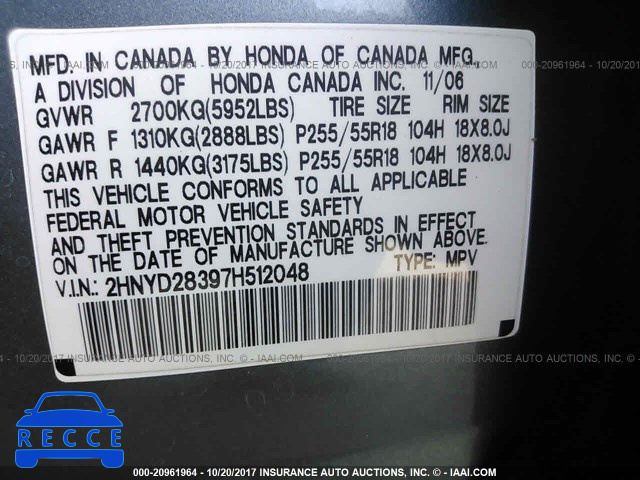 MFD. IN CANADA BY HONDA OF CANADA MFG.,
A DIVISION OF HONDA CANADA INC. 11/06
GVWR 2700KG(5952LBS) TIRE SIZE RIM SIZE
GAWR F 1310KG(2888LBS) P255/55R18 104H 18X8.0J
GAWR R 1440KG(3175LBS) P255/55R18 104H 18X8.0J
THIS VEHICLE CONFORMS TO ALL APPLICABLE
FEDERAL MOTOR VEHICLE SAFETY
AND THEFT PREVENTION STANDARDS IN EFFECT
ON THE DATE OF MANUFACTURE SHOWN ABOVE.
V.I.N.: 2HNYD28397H512048 TYPE: MPV
RECCE
000-20961964 - 10/20/2017 INSURANCE AUTO AUCTIONS, INC. - © IAAI.COM